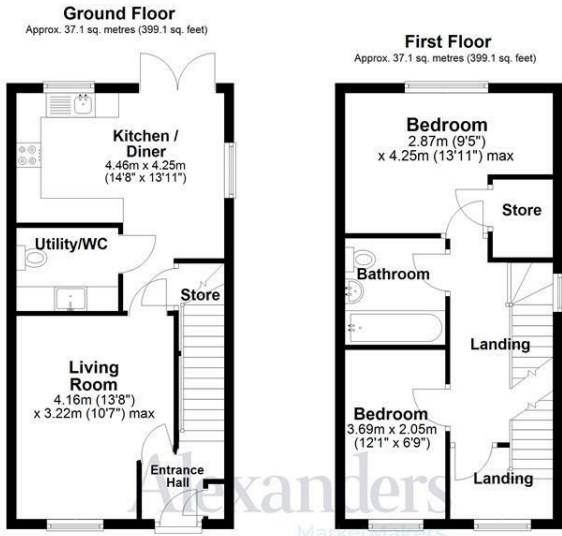 Ground Floor
Approx. 37.1 sq. metres (399.1 sq. feet)
Kitchen /
Diner
4.46m x 4.25m
(14'8" x 13'11")
Utility/WC
Store
Living
Room
4.16m (13'8")
x 3.22m (10'7") max
Entrance
Hall
First Floor
Approx. 37.1 sq. metres (399.1 sq. feet)
Bedroom
2.87m (9'5")
x 4.25m (13'11") max
Store
Bathroom
Landing
Bedroom
3.69m x 2.05m
(12'1" x 6'9")
Landing
Alexanders
Market Makers